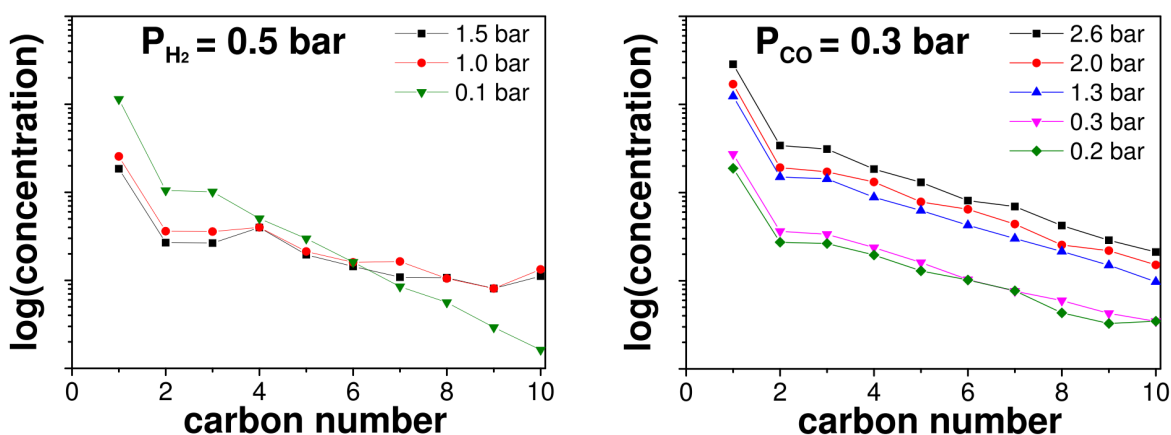 P_H₂ = 0.5 bar
1.5 bar
1.0 bar
0.1 bar
log(concentration)
0 2 4 6 8 10
carbon number
P_CO = 0.3 bar
2.6 bar
2.0 bar
1.3 bar
0.3 bar
0.2 bar
log(concentration)
0 2 4 6 8 10
carbon number